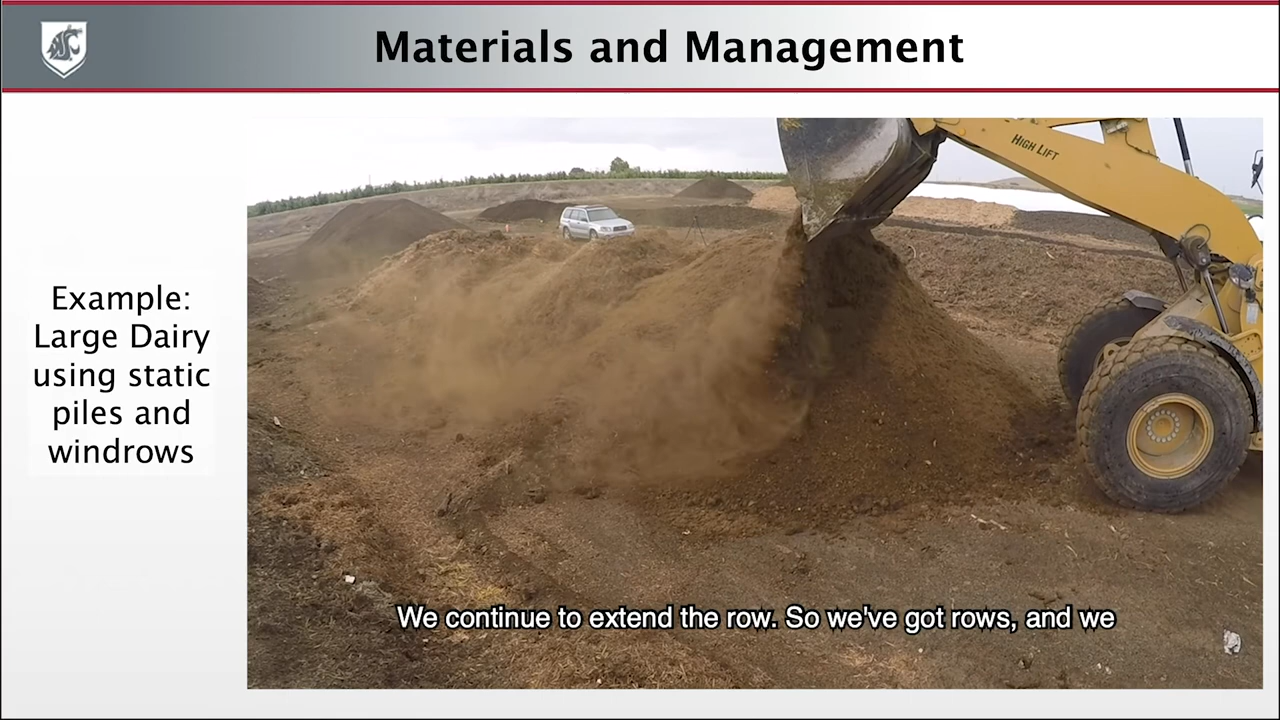 Materials and Management
HIGH LIFT
Example:
Large Dairy
using static
piles and
windrows
We continue to extend the row. So we've got rows, and we